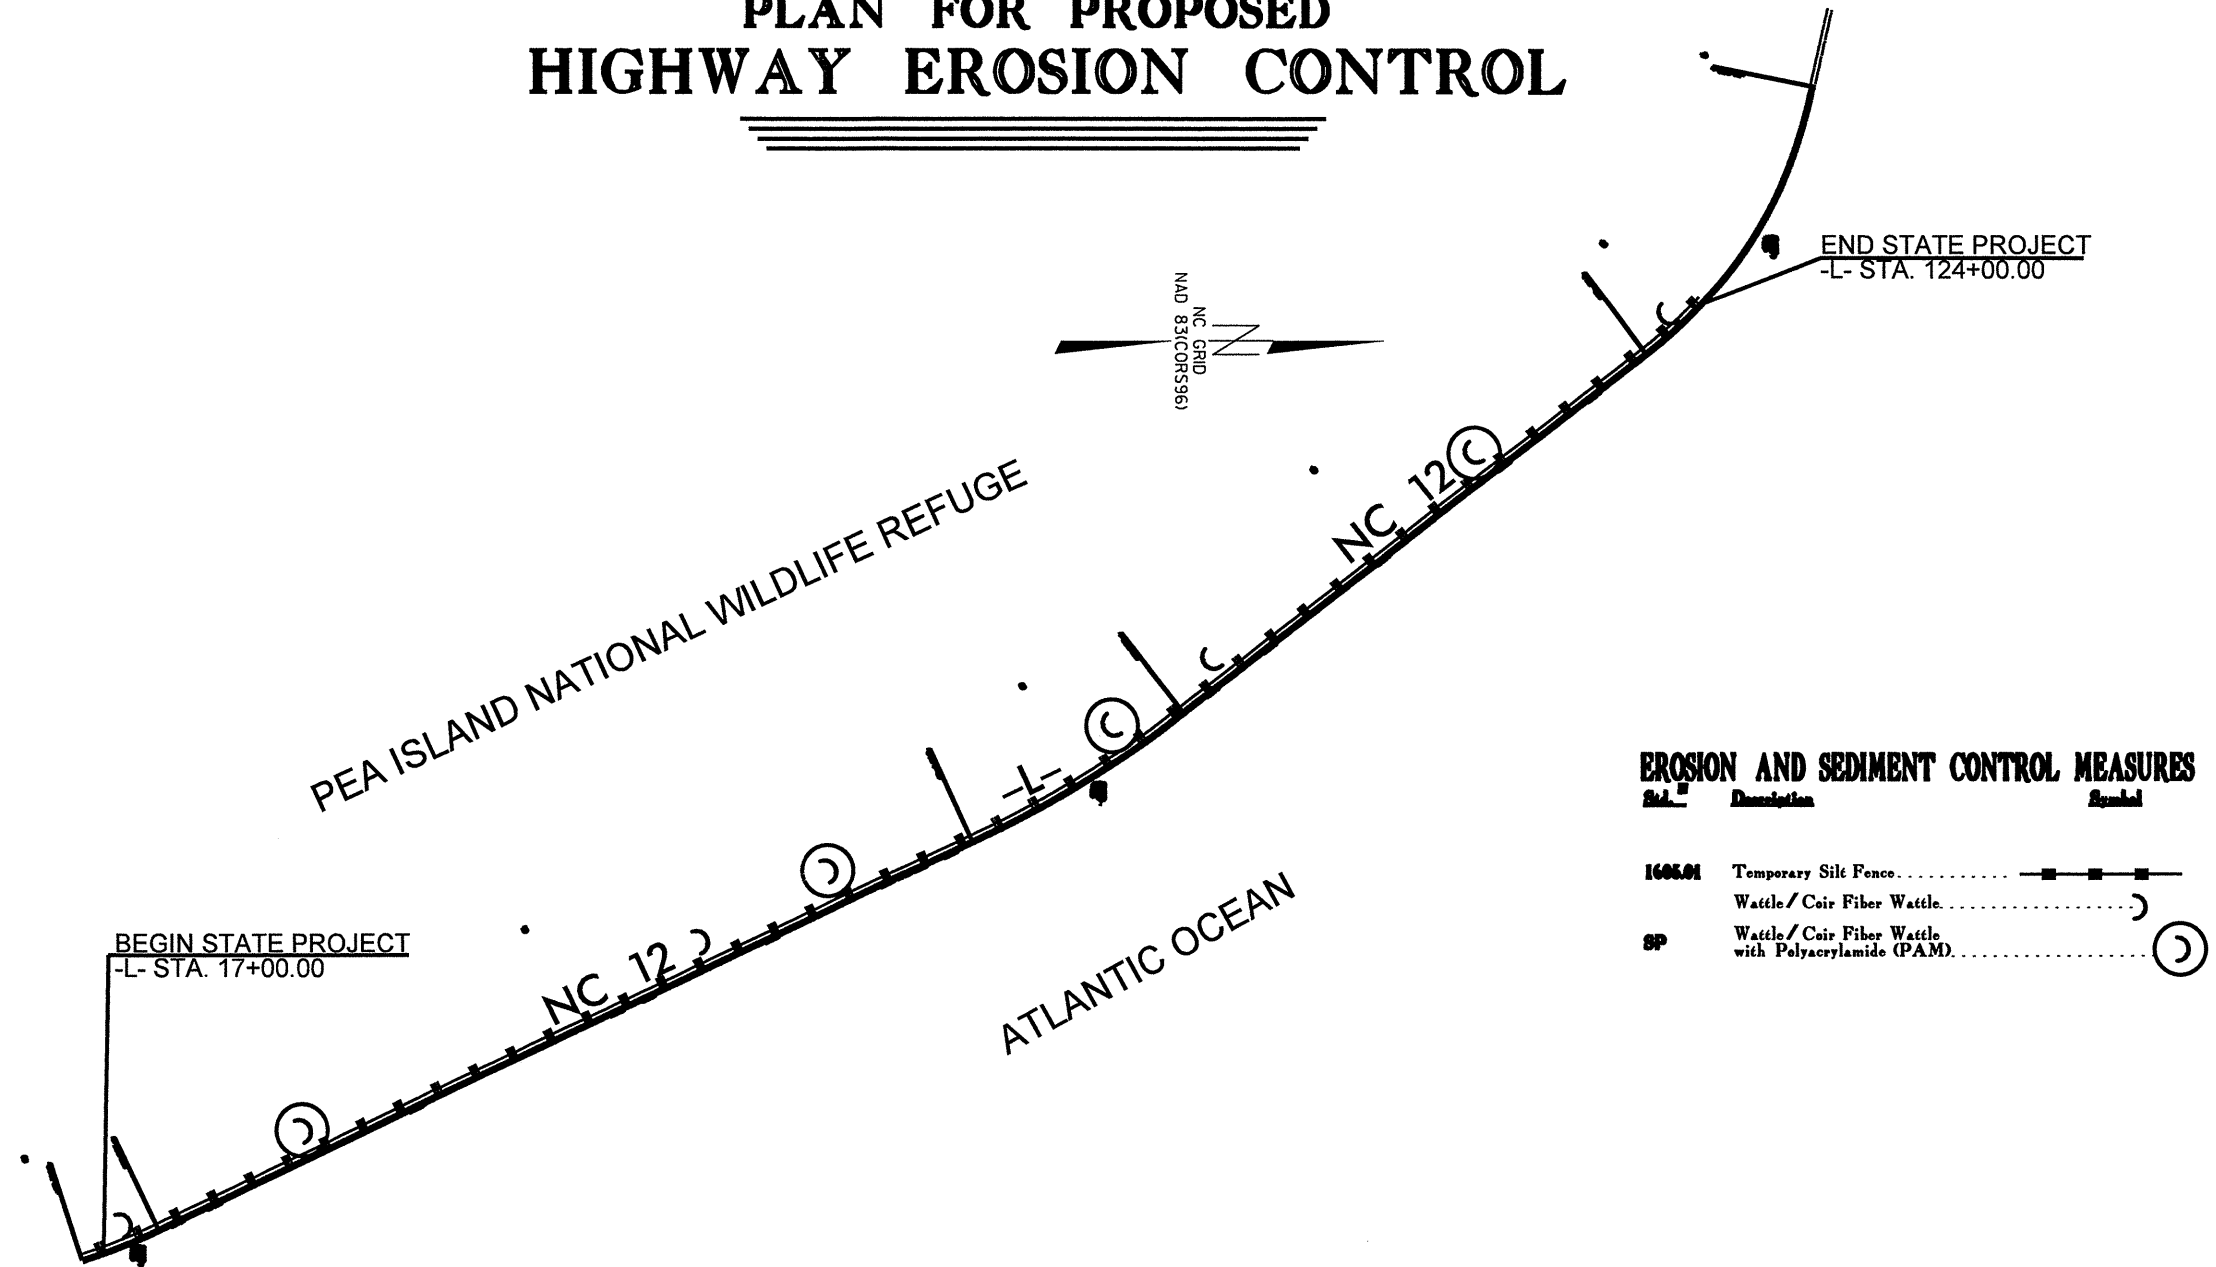 PLAN FOR PROPOSED
HIGHWAY EROSION CONTROL
END STATE PROJECT
-L- STA. 124+00.00
NC GRID
NAD 83(CORS96)
NC 12
PEA ISLAND NATIONAL WILDLIFE REFUGE
-L-
EROSION AND SEDIMENT CONTROL MEASURES
Std. # Description Symbol
1605.01 Temporary Silt Fence
Wattle/Coir Fiber Wattle
SP Wattle/Coir Fiber Wattle
with Polyacrylamide (PAM)
ATLANTIC OCEAN
BEGIN STATE PROJECT
-L- STA. 17+00.00
NC 12